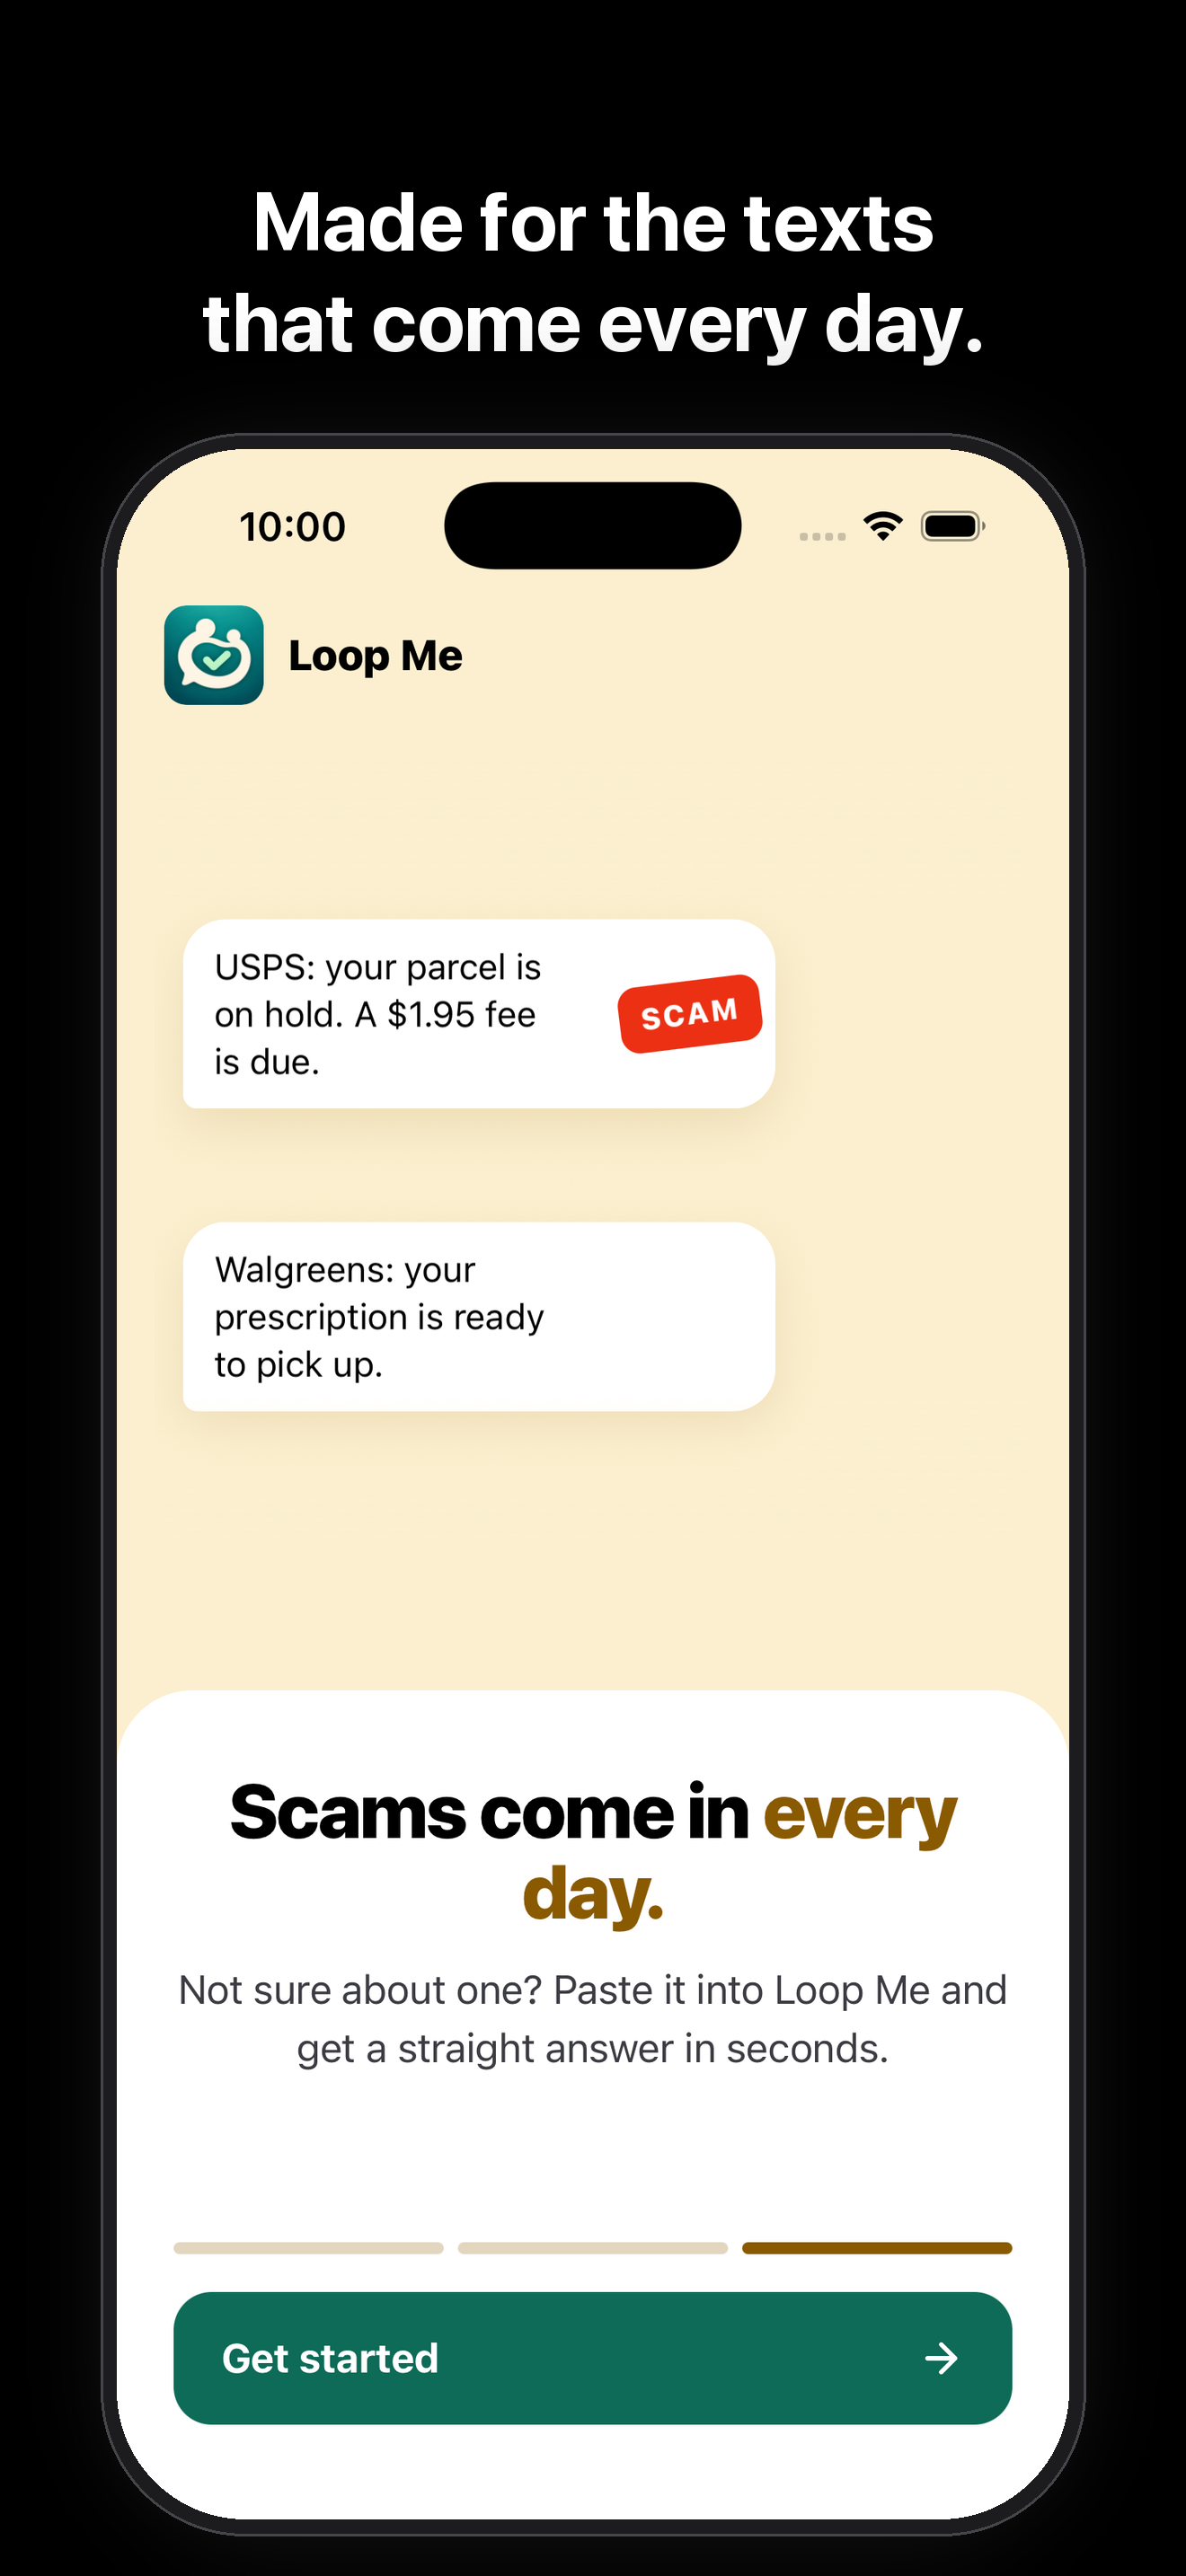 Made for the texts
that come every day.
10:00
Loop Me
USPS: your parcel is
on hold. A $1.95 fee
is due.
SCAM
Walgreens: your
prescription is ready
to pick up.
Scams come in every
day.
Not sure about one? Paste it into Loop Me and
get a straight answer in seconds.
Get started